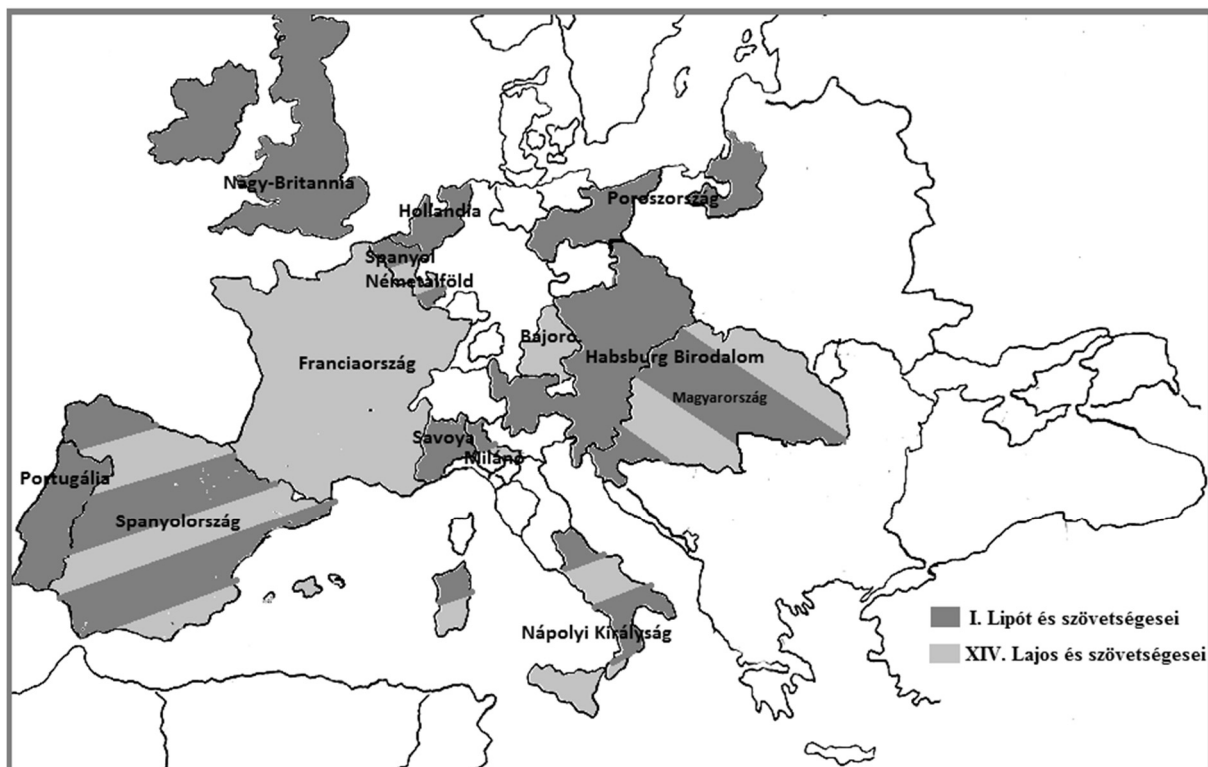 Nagy-Britannia
Hollandia
Poroszország
Spanyol
Németalföld
Bajoro.
Franciaország
Habsburg Birodalom
Magyarország
Savoya
Milánó
Portugália
Spanyolország
Nápolyi Királyság
I. Lipót és szövetségesei
XIV. Lajos és szövetségesei